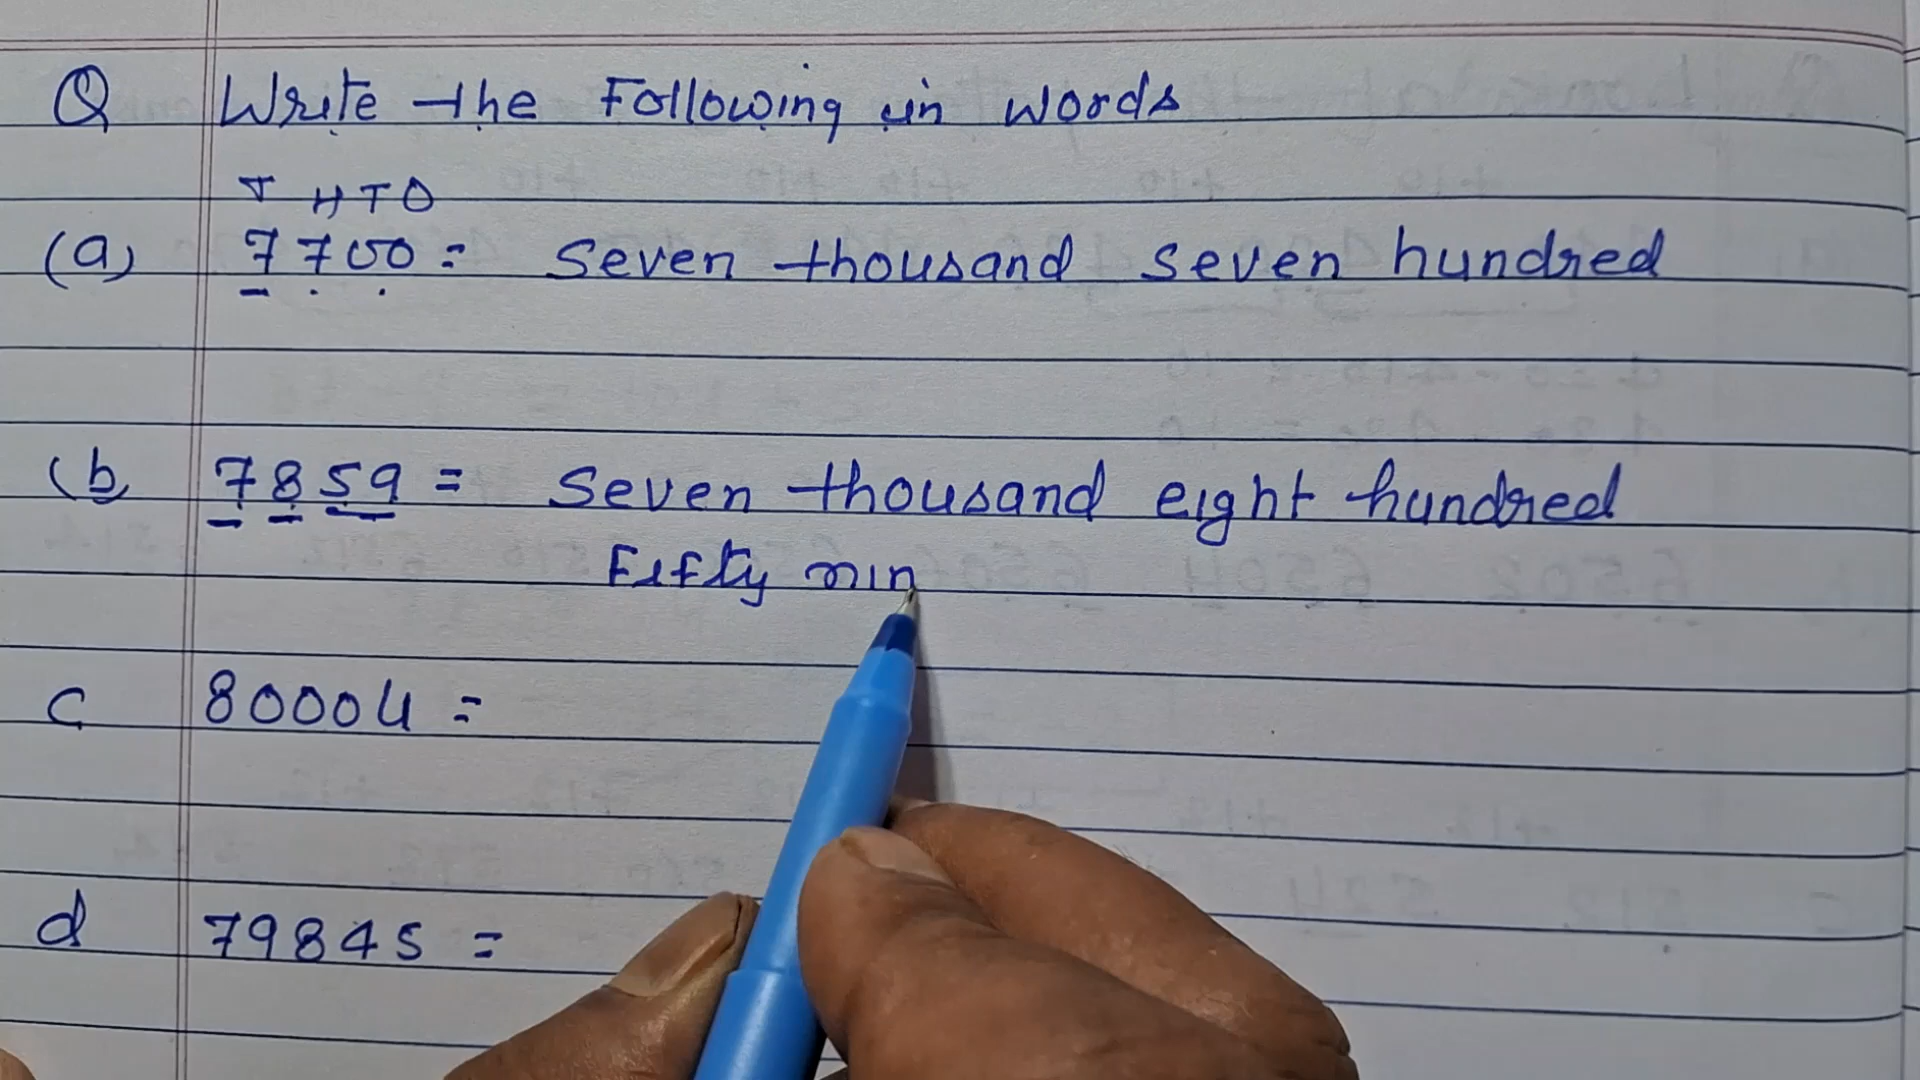 Q Write the Following in words
T H T O
(a) 7700 = Seven thousand seven hundred
(b) 7859 = Seven thousand eight hundred
Fifty nin
c 80004 =
d 79845 =